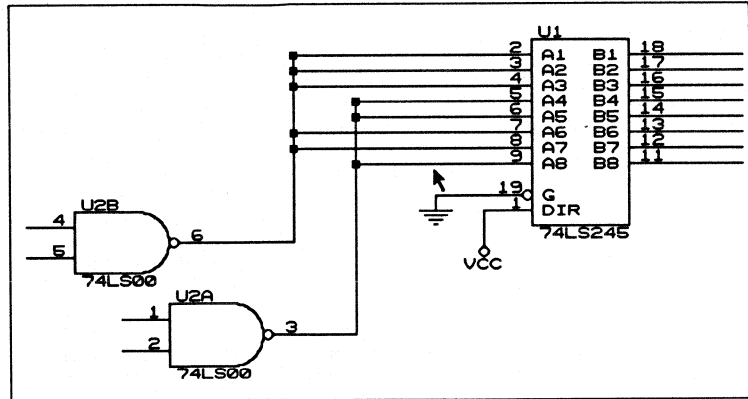 U1
2 A1 B1 18
3 A2 B2 17
4 A3 B3 16
5 A4 B4 15
6 A5 B5 14
7 A6 B6 13
8 A7 B7 12
9 A8 B8 11
19 G
1 DIR
74LS245
VCC
U2B
4
5
6
74LS00
U2A
1
2
3
74LS00